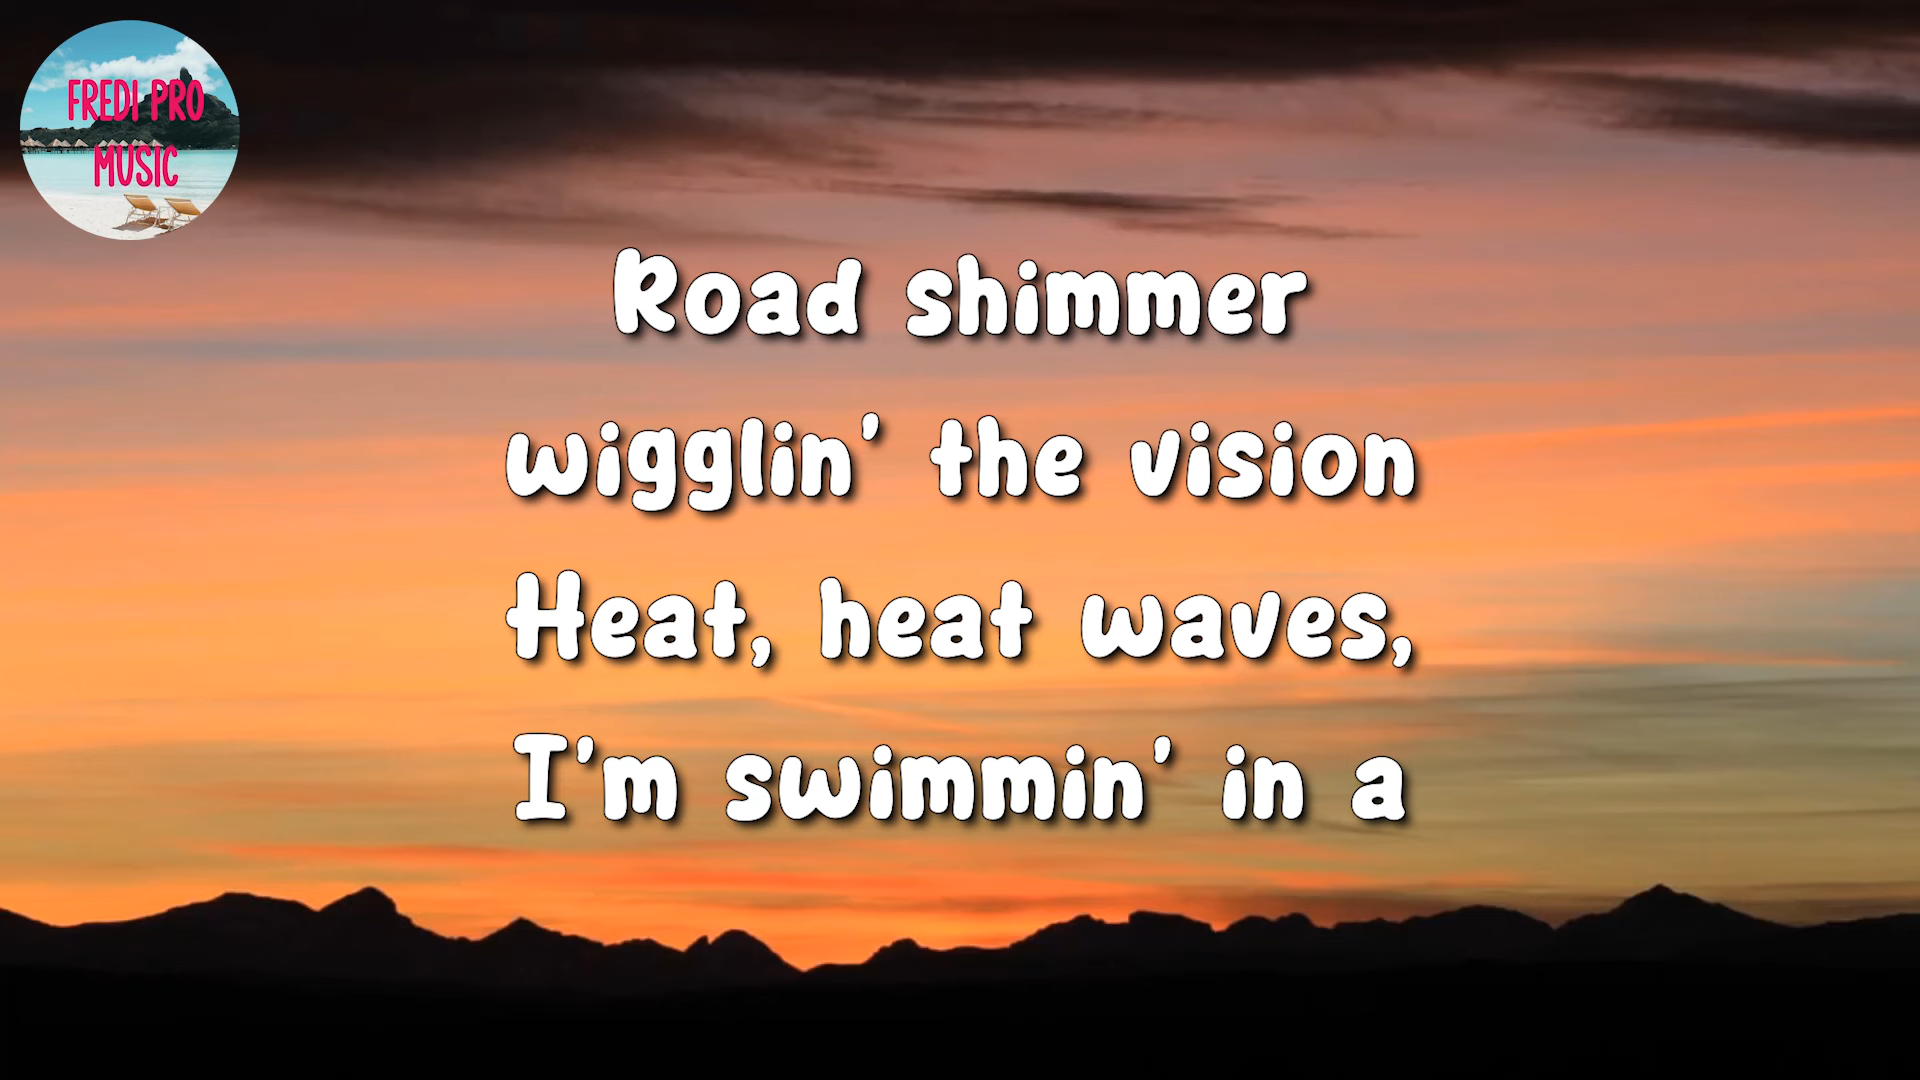 FREDI PRO
MUSIC
Road shimmer
wigglin' the vision
Heat, heat waves,
I'm swimmin' in a